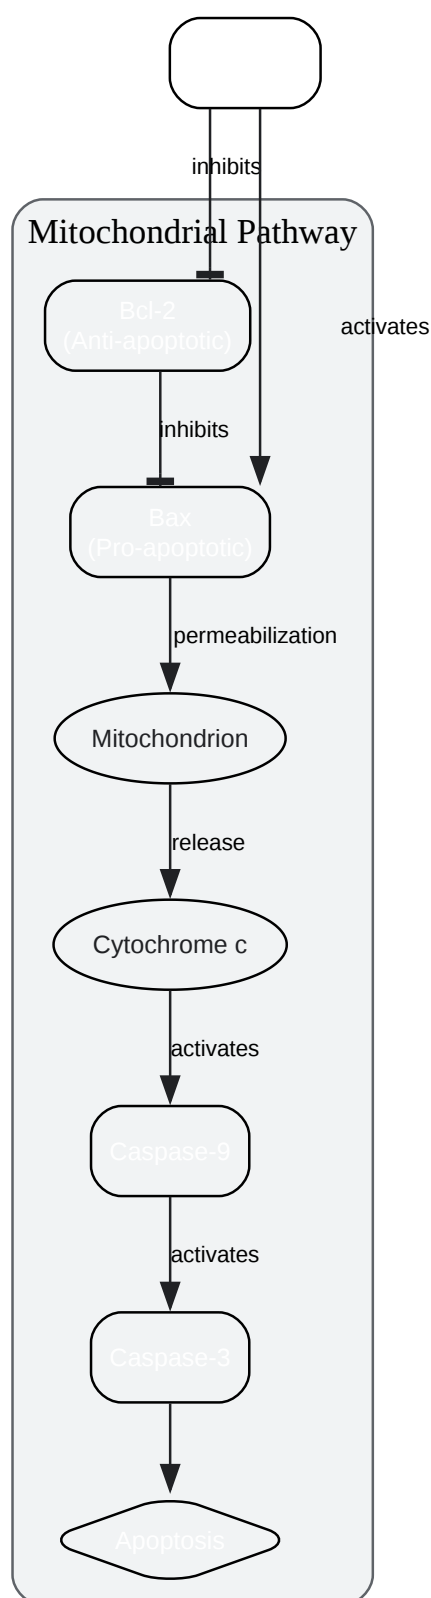 inhibits
Mitochondrial Pathway
Bcl-2
(Anti-apoptotic)
activates
inhibits
Bax
(Pro-apoptotic)
permeabilization
Mitochondrion
release
Cytochrome c
activates
Caspase-9
activates
Caspase-3
Apoptosis